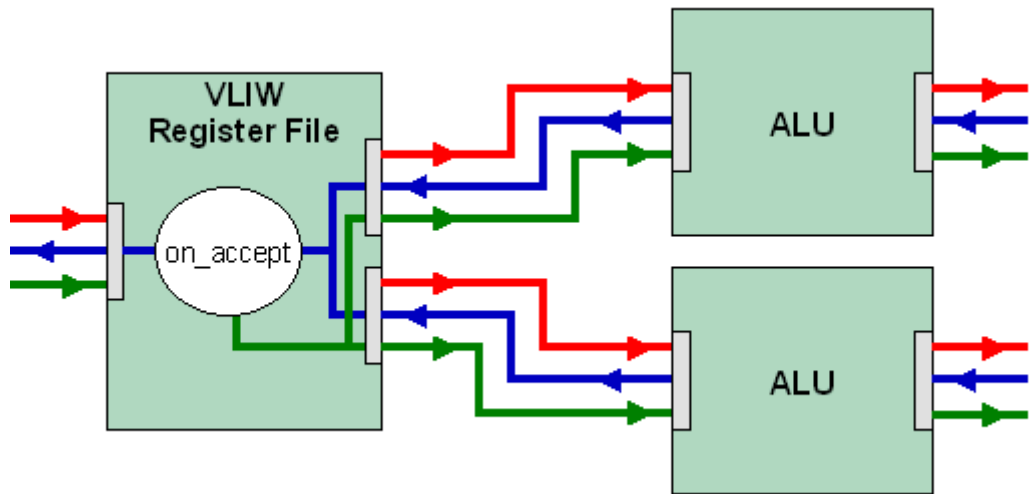 VLIW
Register File
on_accept
ALU
ALU